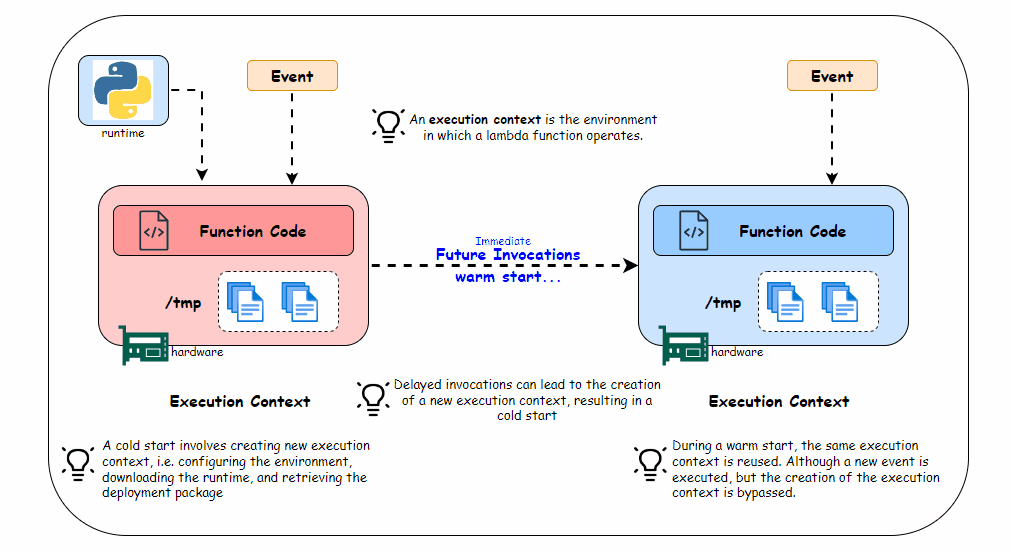 Event
Event
runtime
An execution context is the environment
in which a lambda function operates.
Function Code
Function Code
Immediate
Future Invocations
warm start...
/tmp
/tmp
hardware
hardware
Execution Context
Delayed invocations can lead to the creation
of a new execution context, resulting in a
cold start
Execution Context
A cold start involves creating new execution
context, i.e. configuring the environment,
downloading the runtime, and retrieving the
deployment package
During a warm start, the same execution
context is reused. Although a new event is
executed, but the creation of the execution
context is bypassed.